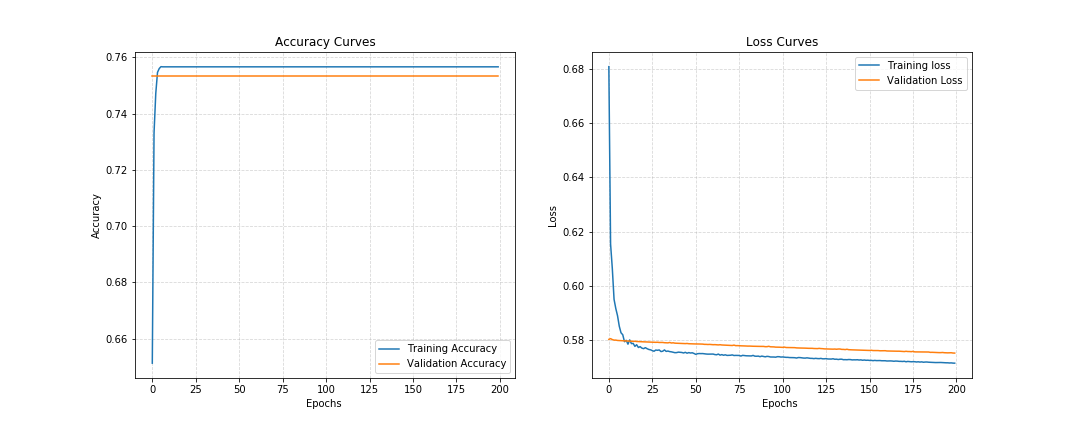 Accuracy Curves
0.76
0.74
0.72
0.70
0.68
0.66
Accuracy
0 25 50 75 100 125 150 175 200
Epochs
Training Accuracy
Validation Accuracy
Loss Curves
0.68
0.66
0.64
0.62
0.60
0.58
Loss
0 25 50 75 100 125 150 175 200
Epochs
Training loss
Validation Loss